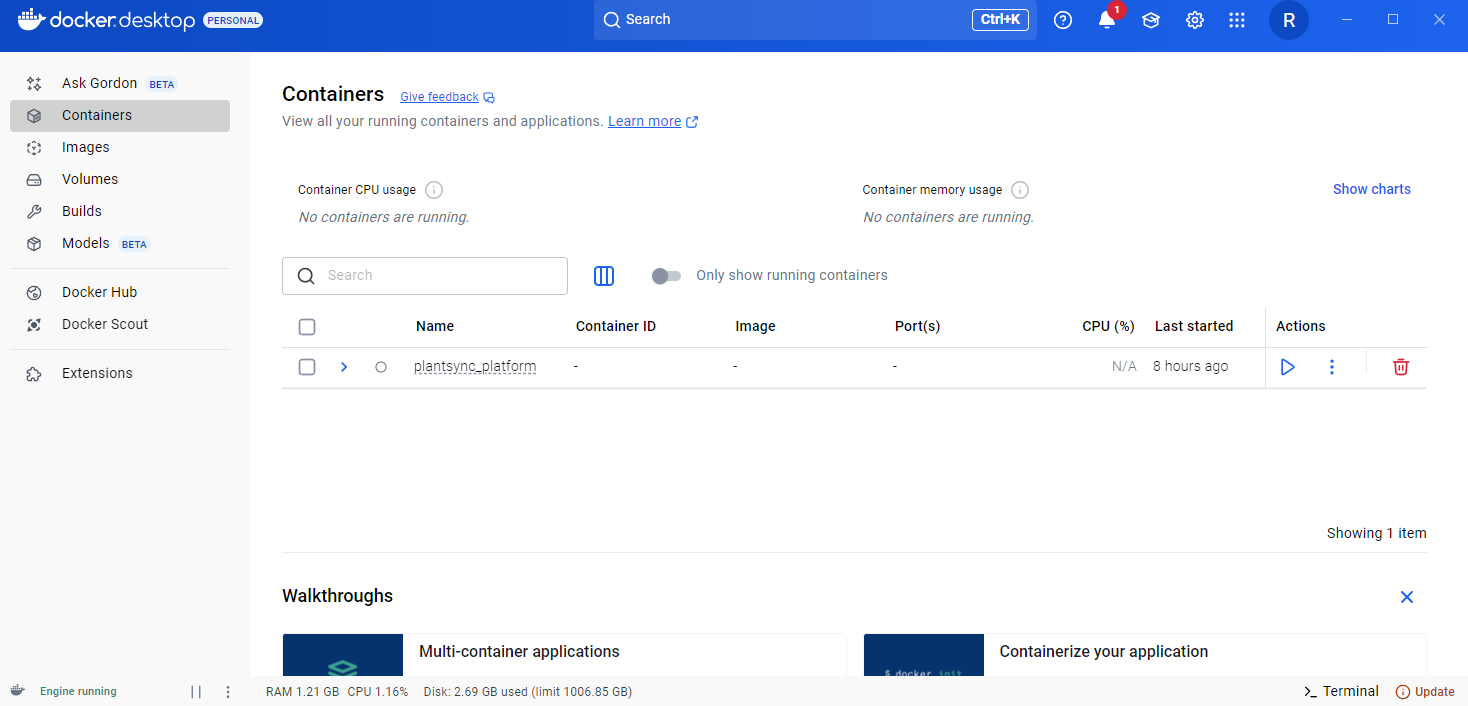 docker.desktop PERSONAL
Search Ctrl+K
1
R
Ask Gordon BETA
Containers
Images
Volumes
Builds
Models BETA
Docker Hub
Docker Scout
Extensions
Containers Give feedback
View all your running containers and applications. Learn more
Container CPU usage
No containers are running.
Container memory usage
No containers are running.
Show charts
Search
Only show running containers
Name Container ID Image Port(s) CPU (%) Last started Actions
plantsync_platform - - - N/A 8 hours ago
Showing 1 item
Walkthroughs
Multi-container applications
$ docker init
Containerize your application
Engine running
RAM 1.21 GB CPU 1.16% Disk: 2.69 GB used (limit 1006.85 GB)
>_ Terminal
Update